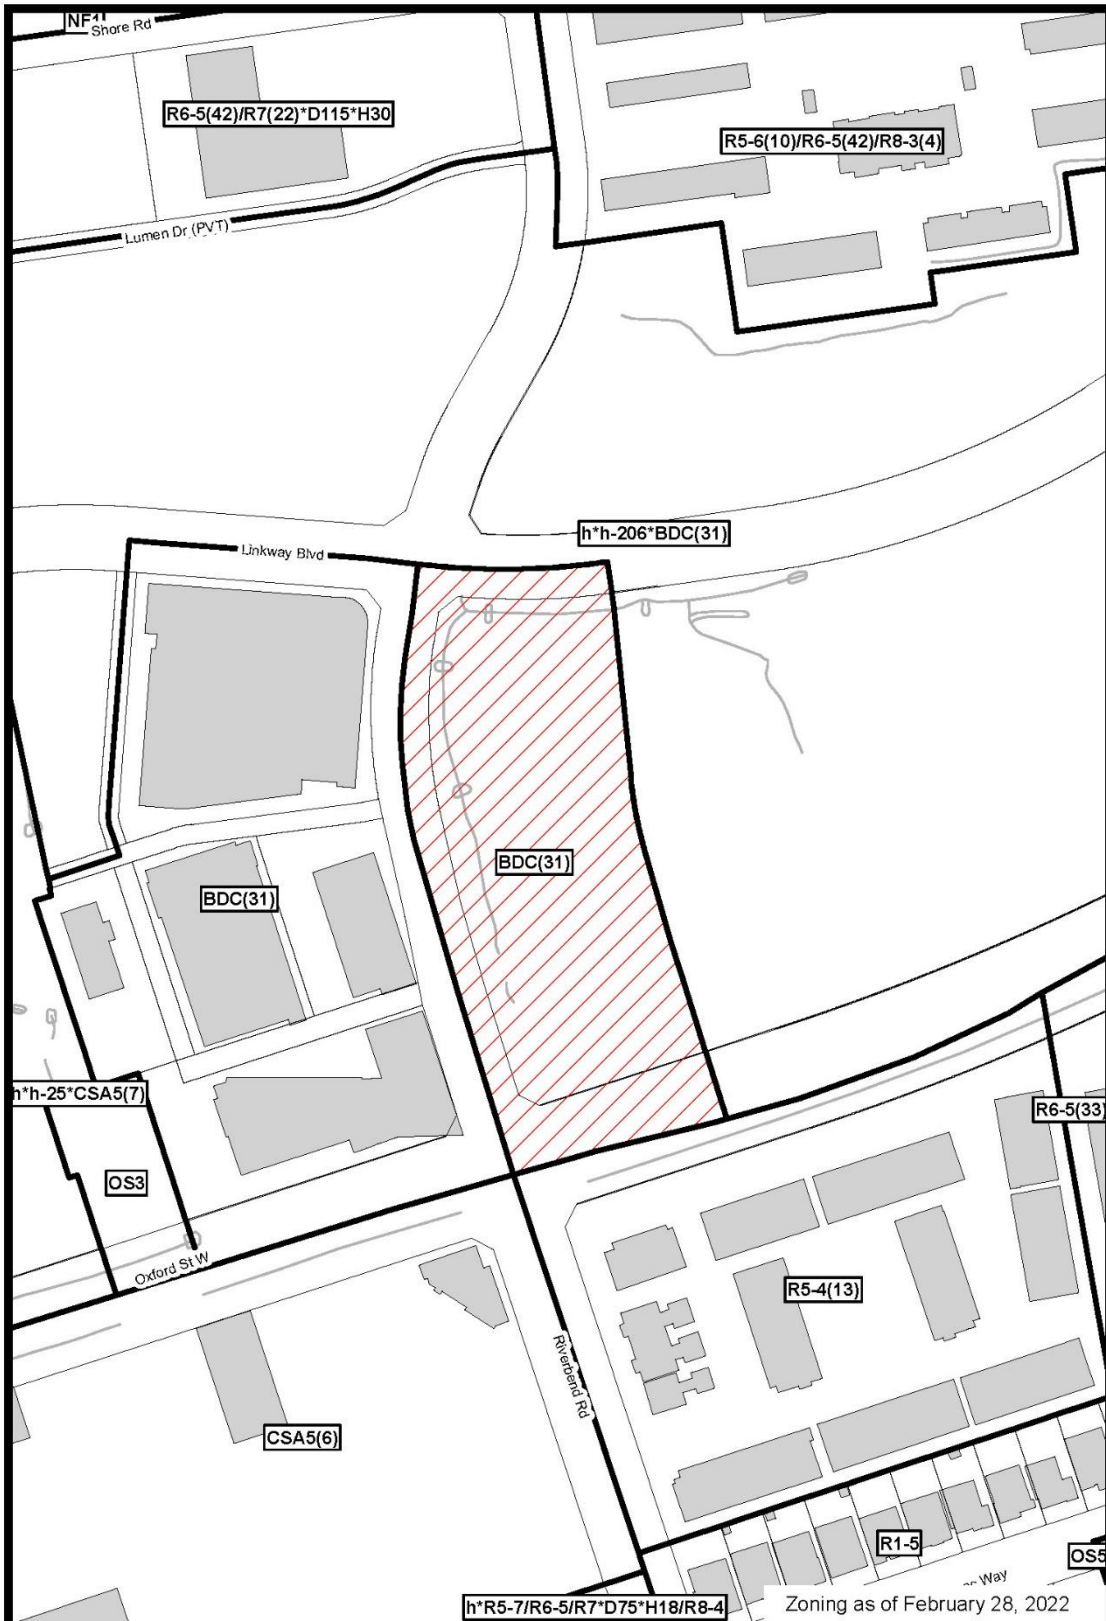 NF1
Shore Rd
R6-5(42)/R7(22)*D115*H30
R5-6(10)/R6-5(42)/R8-3(4)
Lumen Dr (PVT)
h*h-206*BDC(31)
Linkway Blvd
BDC(31)
BDC(31)
h*h-25*CSA5(7)
R6-5(33)
OS3
Oxford St W
R5-4(13)
Riverbend Rd
CSA5(6)
R1-5
OS5
Way
h*R5-7/R6-5/R7*D75*H18/R8-4
Zoning as of February 28, 2022